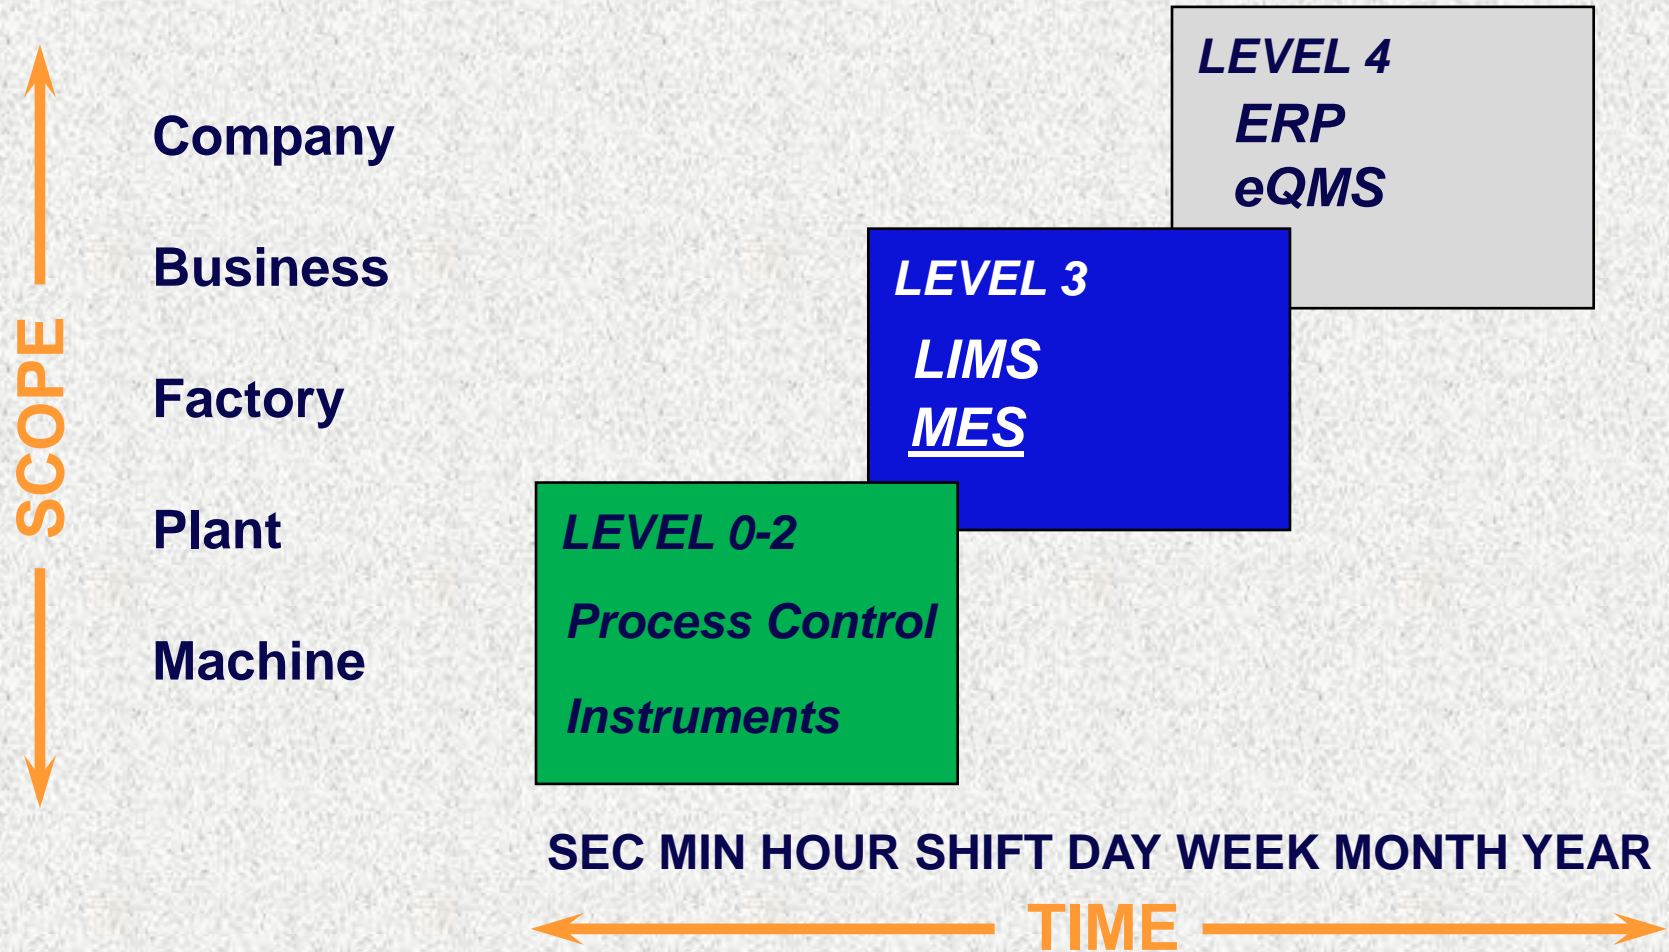 LEVEL 4
ERP
eQMS
Company
Business
Factory
Plant
Machine
SCOPE
LEVEL 3
LIMS
MES
LEVEL 0-2
Process Control
Instruments
SEC MIN HOUR SHIFT DAY WEEK MONTH YEAR
TIME